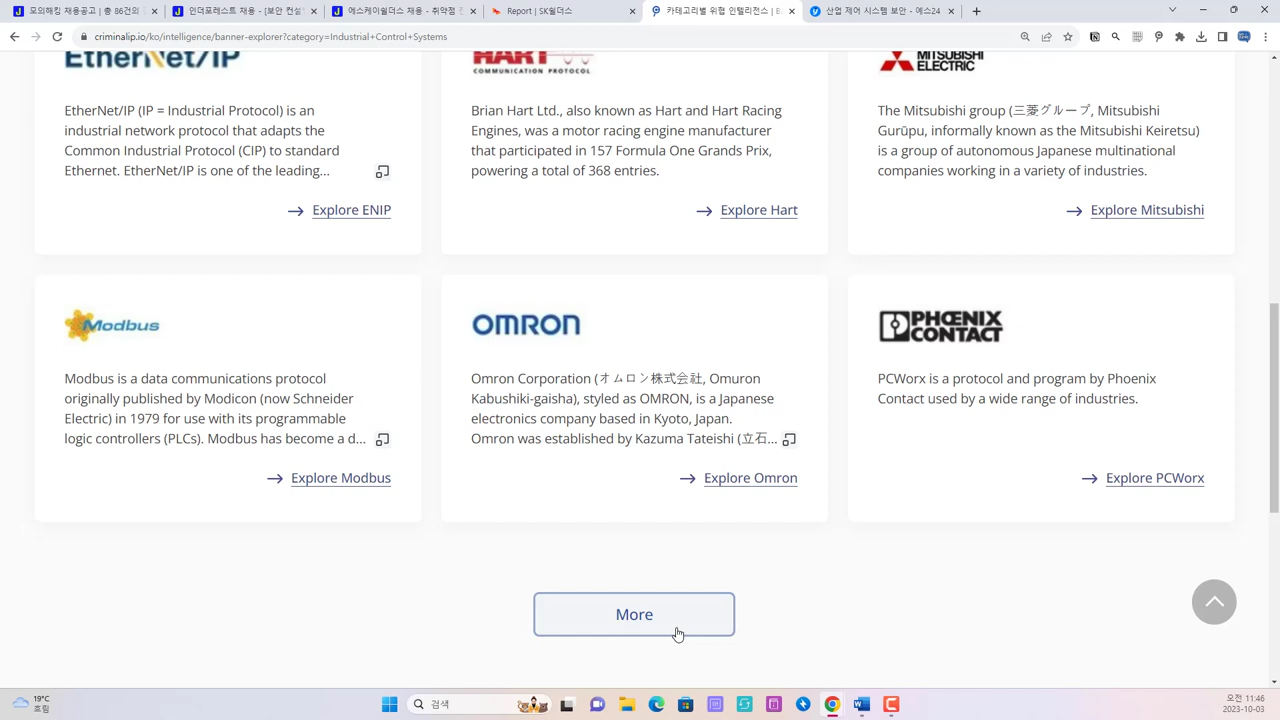 모의해킹 채용공고 | 총 86건의
인더포레스트 채용 - [보안 컨설
에스케이쉴더스 채용 - 취약점 진
Report | SK쉴더스
카테고리별 위협 인텔리전스 | B
산업 제어 시스템 보안 - 예스24
criminalip.io/ko/intelligence/banner-explorer?category=Industrial+Control+Systems
EtherNet/IP
HART
COMMUNICATION PROTOCOL
MITSUBISHI
ELECTRIC
EtherNet/IP (IP = Industrial Protocol) is an
industrial network protocol that adapts the
Common Industrial Protocol (CIP) to standard
Ethernet. EtherNet/IP is one of the leading...
Explore ENIP
Brian Hart Ltd., also known as Hart and Hart Racing
Engines, was a motor racing engine manufacturer
that participated in 157 Formula One Grands Prix,
powering a total of 368 entries.
Explore Hart
The Mitsubishi group (三菱グループ, Mitsubishi
Gurūpu, informally known as the Mitsubishi Keiretsu)
is a group of autonomous Japanese multinational
companies working in a variety of industries.
Explore Mitsubishi
Modbus
Modbus is a data communications protocol
originally published by Modicon (now Schneider
Electric) in 1979 for use with its programmable
logic controllers (PLCs). Modbus has become a d...
Explore Modbus
OMRON
Omron Corporation (オムロン株式会社, Omuron
Kabushiki-gaisha), styled as OMRON, is a Japanese
electronics company based in Kyoto, Japan.
Omron was established by Kazuma Tateishi (立石...
Explore Omron
PHŒNIX
CONTACT
PCWorx is a protocol and program by Phoenix
Contact used by a wide range of industries.
Explore PCWorx
More
19°C
흐림
검색
오전 11:46
2023-10-03